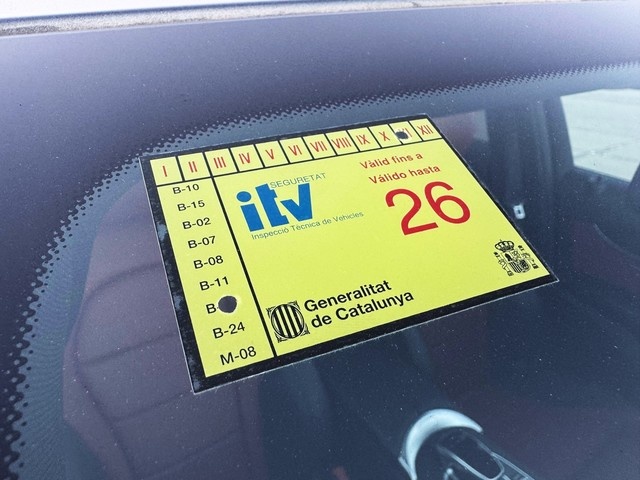 I II III IV V VI VII VIII IX X XII
B-10
B-15
B-02
B-07
B-08
B-11
B-24
M-08
SEGURETAT
itv
Inspecció Tècnica de Vehicles
Vàlid fins a
Válido hasta
26
Generalitat
de Catalunya